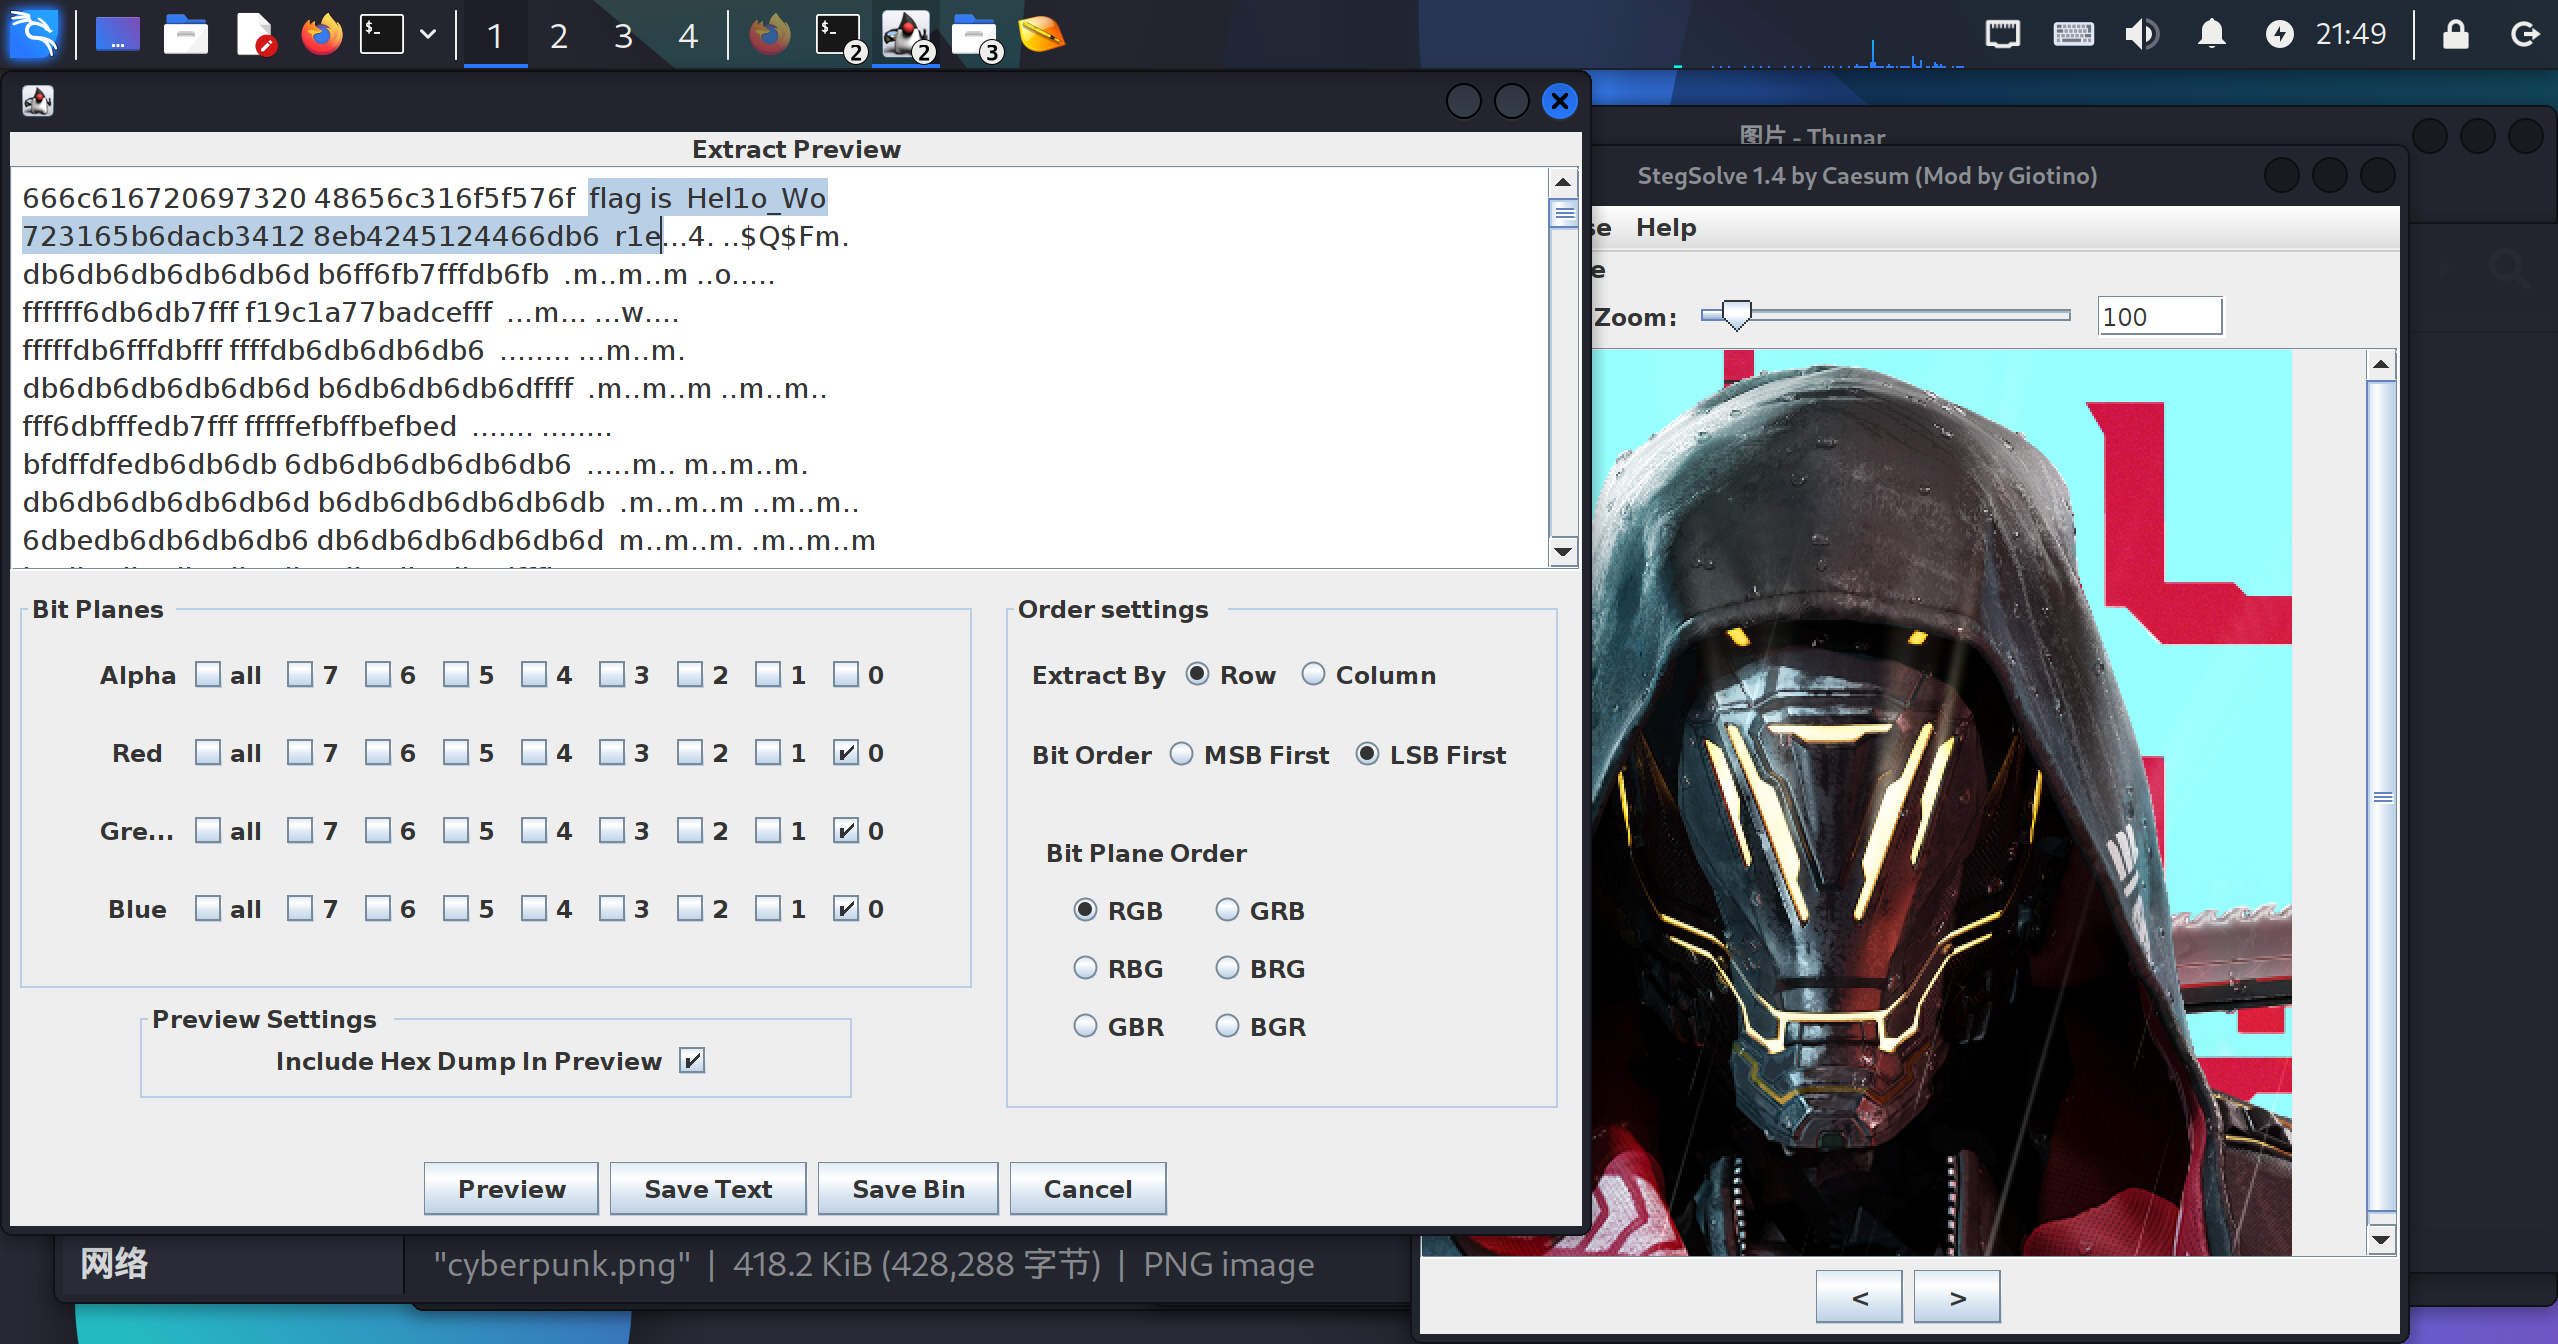 1 2 3 4 2 2 3 21:49
图片 - Thunar
StegSolve 1.4 by Caesum (Mod by Giotino)
se Help
e
Zoom: 100
Extract Preview
666c616720697320 48656c316f5f576f flag is Hel1o_Wo
723165b6dacb3412 8eb4245124466db6 r1e...4. ..$Q$Fm.
db6db6db6db6db6d b6ff6fb7fffdb6fb .m..m..m ..o.....
ffffff6db6db7fff f19c1a77badcefff ...m... ...w....
fffffdb6fffdbfff ffffdb6db6db6db6 ........ ...m..m.
db6db6db6db6db6d b6db6db6db6dffff .m..m..m ..m..m..
fff6dbfffedb7fff fffffefbffbefbed ....... ........
bfdffdfedb6db6db 6db6db6db6db6db6 .....m.. m..m..m.
db6db6db6db6db6d b6db6db6db6db6db .m..m..m ..m..m..
6dbedb6db6db6db6 db6db6db6db6db6d m..m..m. .m..m..m
Bit Planes
Alpha all 7 6 5 4 3 2 1 0
Red all 7 6 5 4 3 2 1 0
Gre... all 7 6 5 4 3 2 1 0
Blue all 7 6 5 4 3 2 1 0
Preview Settings
Include Hex Dump In Preview
Order settings
Extract By Row Column
Bit Order MSB First LSB First
Bit Plane Order
RGB GRB
RBG BRG
GBR BGR
Preview Save Text Save Bin Cancel
网络
"cyberpunk.png" | 418.2 KiB (428,288 字节) | PNG image
< >